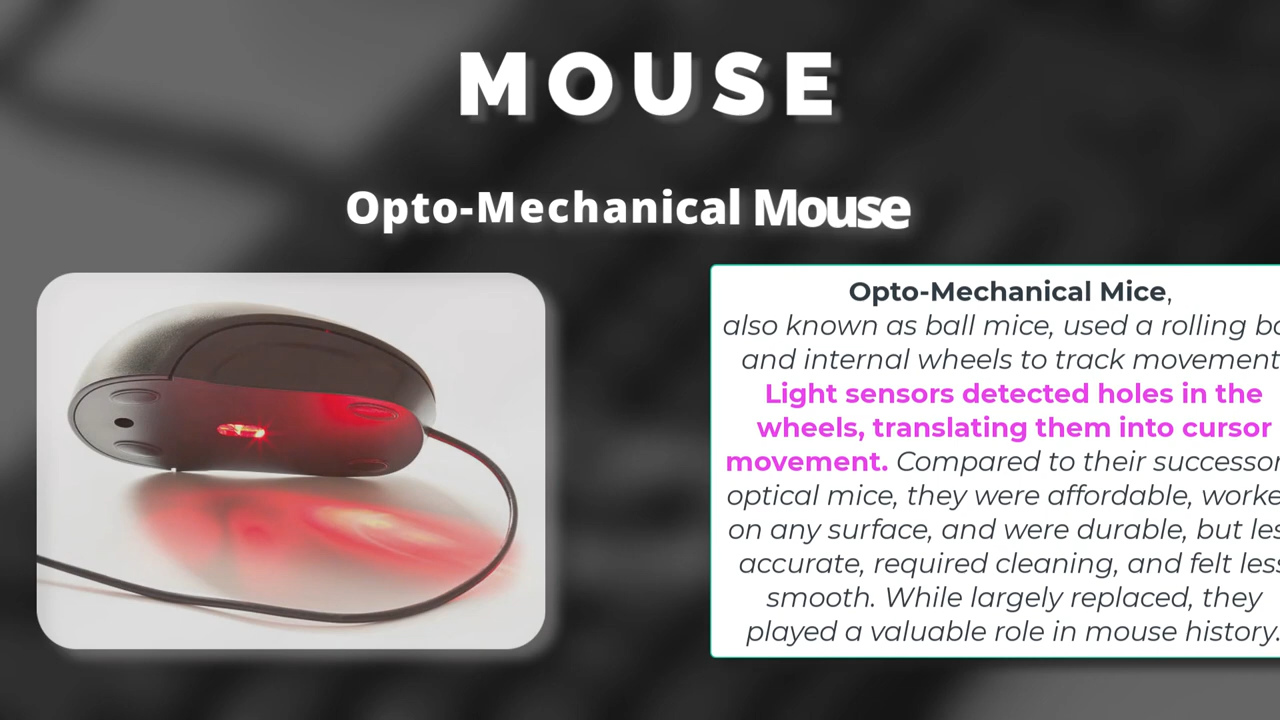 MOUSE
Opto-Mechanical Mouse
Opto-Mechanical Mice,
also known as ball mice, used a rolling
and internal wheels to track movement
Light sensors detected holes in the
wheels, translating them into cursor
movement. Compared to their
optical mice, they were affordable,
on any surface, and were durable, but
accurate, required cleaning, and felt less
smooth. While largely replaced, they
played a valuable role in mouse history.